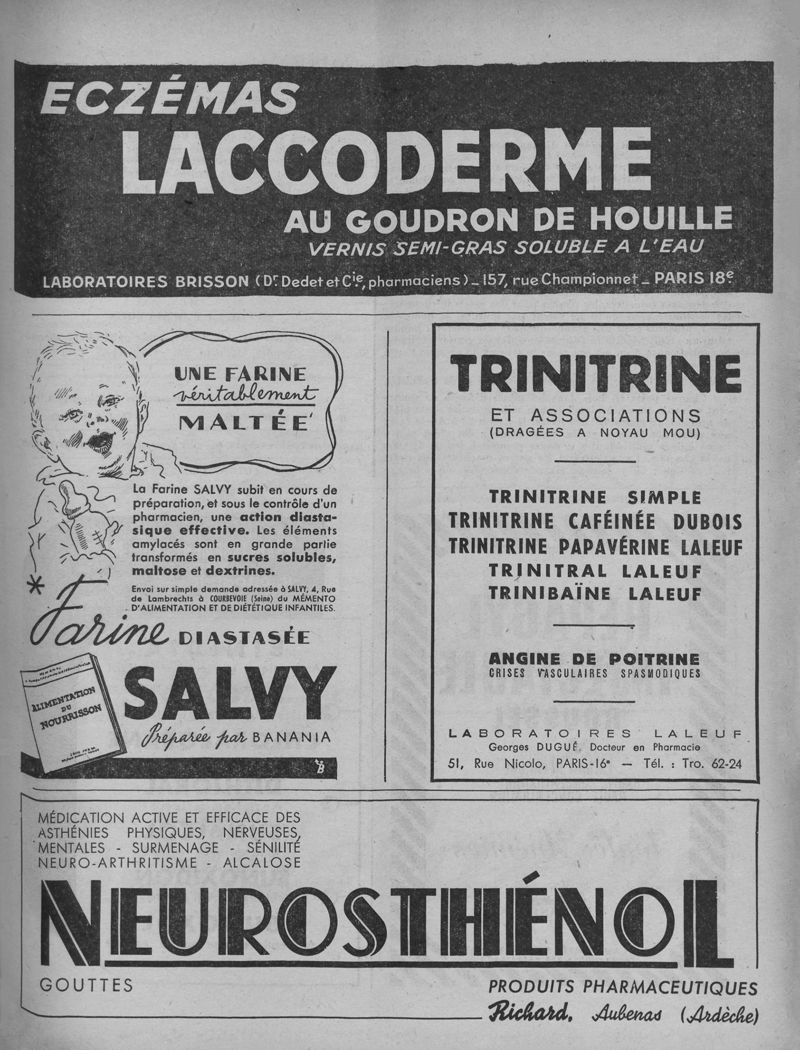 ECZÉMAS
LACCODERME
AU GOUDRON DE HOUILLE
VERNIS SEMI-GRAS SOLUBLE A L'EAU
LABORATOIRES BRISSON (Dr Dedet et Cie, pharmaciens) _ 157, rue Championnet _ PARIS 18e
UNE FARINE
véritablement
MALTÉE
La Farine SALVY subit en cours de
préparation, et sous le contrôle d'un
pharmacien, une action diasta-
sique effective. Les éléments
amylacés sont en grande partie
transformés en sucres solubles,
maltose et dextrines.
Envoi sur simple demande adressée à SALVY, 4, Rue
de Lambrechts à COURBEVOIE (Seine) du MÉMENTO
D'ALIMENTATION ET DE DIÉTÉTIQUE INFANTILES.
* Farine DIASTASÉE
SALVY
Préparée par BANANIA
ALIMENTATION
DU
NOURRISSON
TRINITRINE
ET ASSOCIATIONS
(DRAGÉES A NOYAU MOU)
TRINITRINE SIMPLE
TRINITRINE CAFÉINÉE DUBOIS
TRINITRINE PAPAVÉRINE LALEUF
TRINITRAL LALEUF
TRINIBAÏNE LALEUF
ANGINE DE POITRINE
CRISES VASCULAIRES SPASMODIQUES
LABORATOIRES LALEUF
Georges DUGUÉ, Docteur en Pharmacie
51, Rue Nicolo, PARIS-16e — Tél. : Tro. 62-24
MÉDICATION ACTIVE ET EFFICACE DES
ASTHÉNIES PHYSIQUES, NERVEUSES,
MENTALES - SURMENAGE - SÉNILITÉ
NEURO-ARTHRITISME - ALCALOSE
NEUROSTHÉNOL
GOUTTES
PRODUITS PHARMACEUTIQUES
Richard, Aubenas (Ardèche)